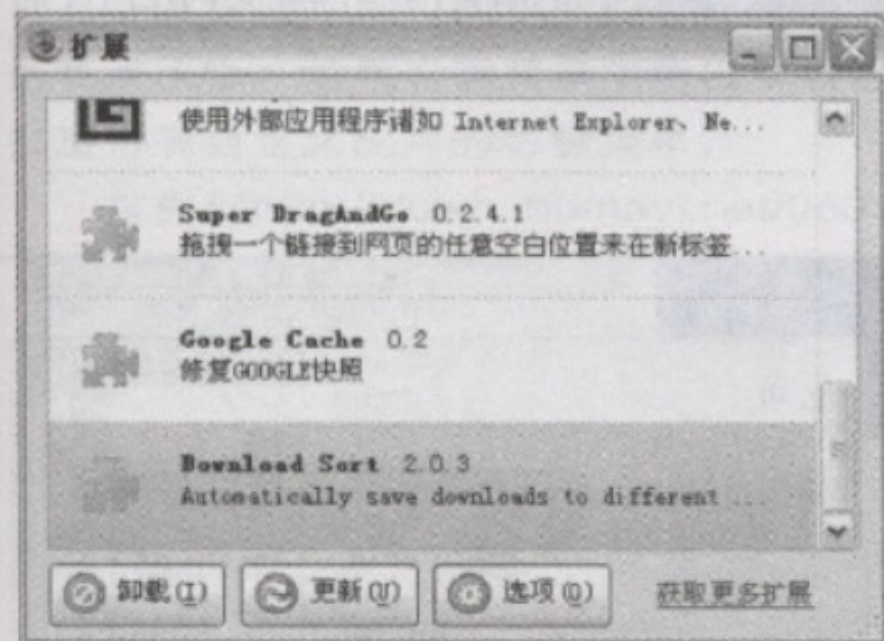 扩展
使用外部应用程序诸如 Internet Explorer、Ne...
Super DragAndGo 0.2.4.1
拖拽一个链接到网页的任意空白位置来在新标签...
Google Cache 0.2
修复GOOGLE快照
Download Sort 2.0.3
Automatically save downloads to different ...
卸载(I) 更新(U) 选项(O) 获取更多扩展